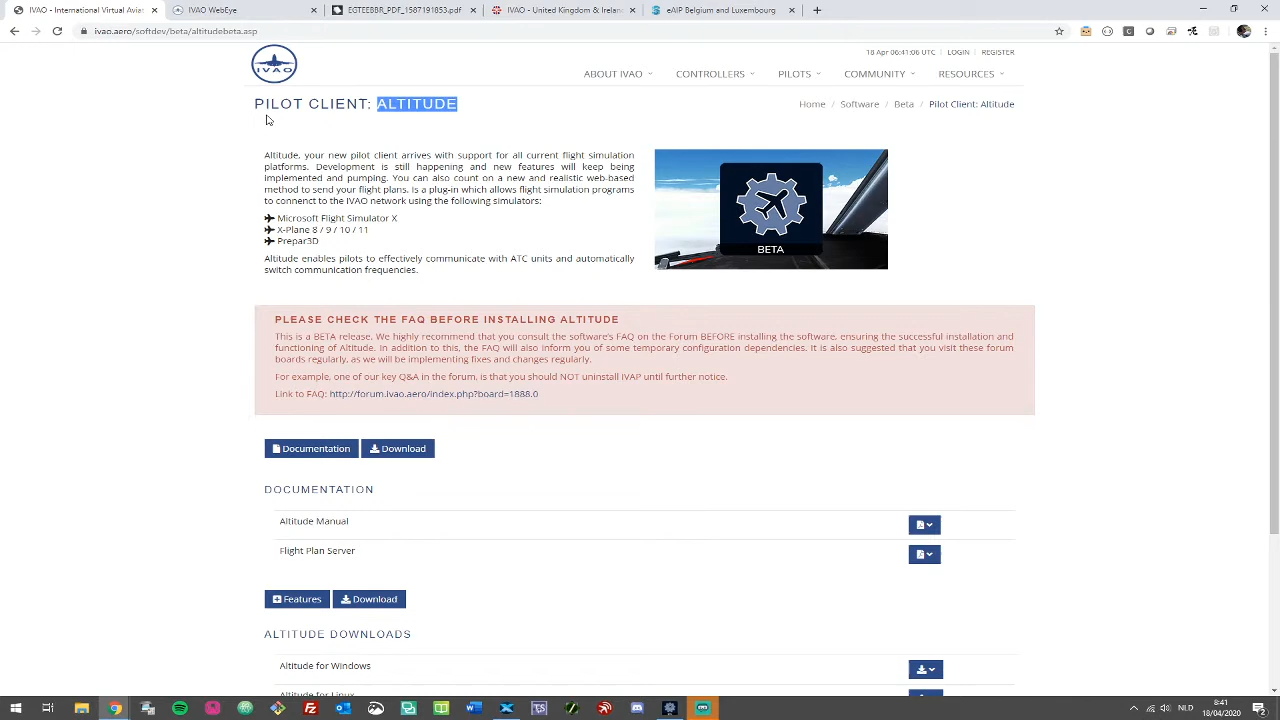 IVAO - International Virtual Avia
IVAO WebEye
EGTEEBBR_PDF_1587191853.pdf
IVAO - United Kingdom & Irelan
eAIP Belgium and Luxembourg
ivao.aero/softdev/beta/altitudebeta.asp
18 Apr 06:41:06 UTC | LOGIN | REGISTER
IVAO
ABOUT IVAO CONTROLLERS PILOTS COMMUNITY RESOURCES
PILOT CLIENT: ALTITUDE
Home / Software / Beta / Pilot Client: Altitude
Altitude, your new pilot client arrives with support for all current flight simulation
platforms. Development is still happening and new features will keep being
implemented and pumping. You can also count on a new and realistic web-based
method to send your flight plans. Is a plug-in which allows flight simulation programs
to connenct to the IVAO network using the following simulators:
Microsoft Flight Simulator X
X-Plane 8 / 9 / 10 / 11
Prepar3D
Altitude enables pilots to effectively communicate with ATC units and automatically
switch communication frequencies.
BETA
PLEASE CHECK THE FAQ BEFORE INSTALLING ALTITUDE
This is a BETA release. We highly recommend that you consult the software's FAQ on the Forum BEFORE installing the software, ensuring the successful installation and
functioning of Altitude. In addition to this, the FAQ will also inform you of some temporary configuration dependencies. It is also suggested that you visit these forum
boards regularly, as we will be implementing fixes and changes regularly.
For example, one of our key Q&A in the forum, is that you should NOT uninstall IVAP until further notice.
Link to FAQ: http://forum.ivao.aero/index.php?board=1888.0
Documentation Download
DOCUMENTATION
Altitude Manual
Flight Plan Server
Features Download
ALTITUDE DOWNLOADS
Altitude for Windows
Altitude for Linux
NLD
8:41
18/04/2020